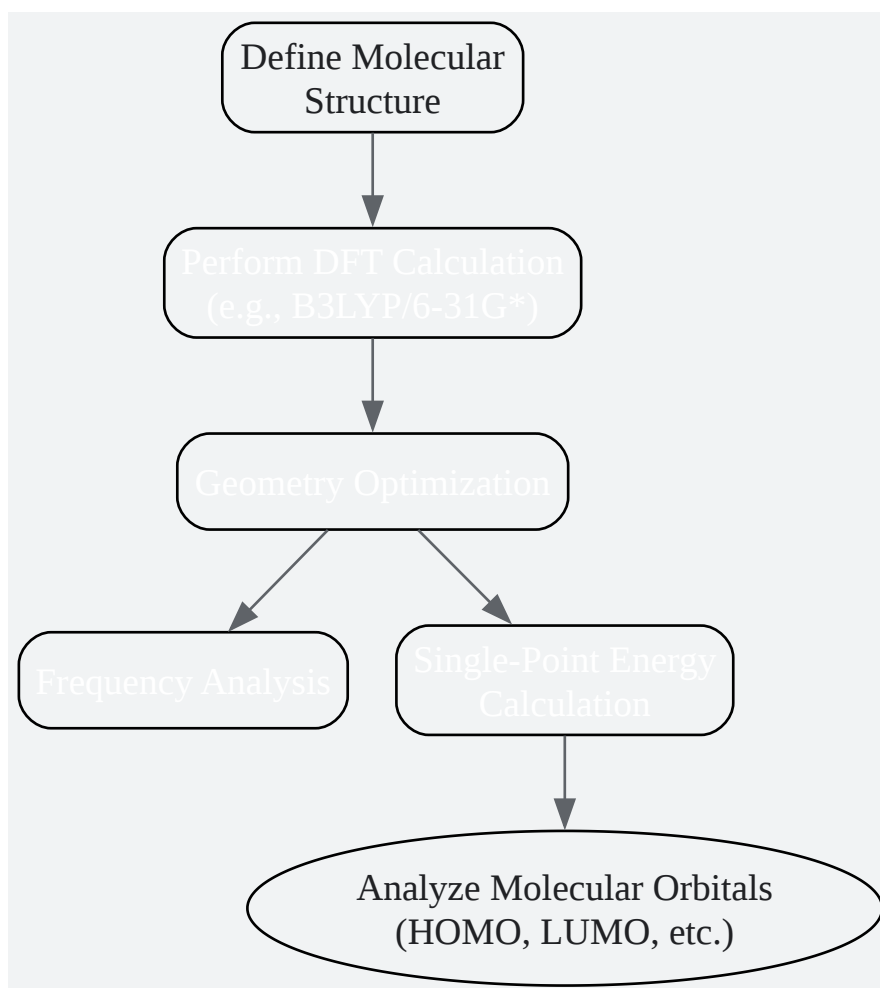 Define Molecular
Structure
Perform DFT Calculation
(e.g., B3LYP/6-31G*)
Geometry Optimization
Frequency Analysis
Single-Point Energy
Calculation
Analyze Molecular Orbitals
(HOMO, LUMO, etc.)